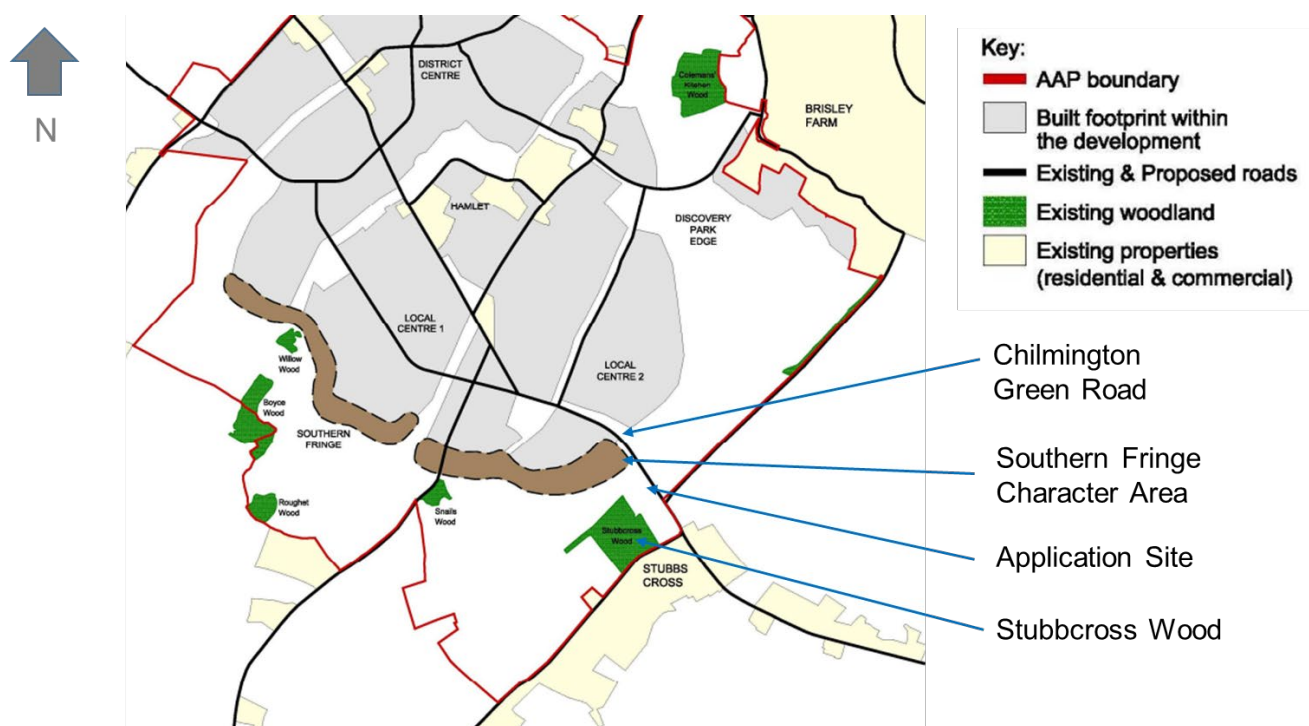 N
DISTRICT
CENTRE
Colemans'
Kitchen
Wood
BRISLEY
FARM
HAMLET
DISCOVERY
PARK
EDGE
LOCAL
CENTRE 1
Willow
Wood
LOCAL
CENTRE 2
Boyce
Wood
SOUTHERN
FRINGE
Roughet
Wood
Snails
Wood
Stubbcross
Wood
STUBBS
CROSS
Key:
AAP boundary
Built footprint within
the development
Existing & Proposed roads
Existing woodland
Existing properties
(residential & commercial)
Chilmington
Green Road
Southern Fringe
Character Area
Application Site
Stubbcross Wood